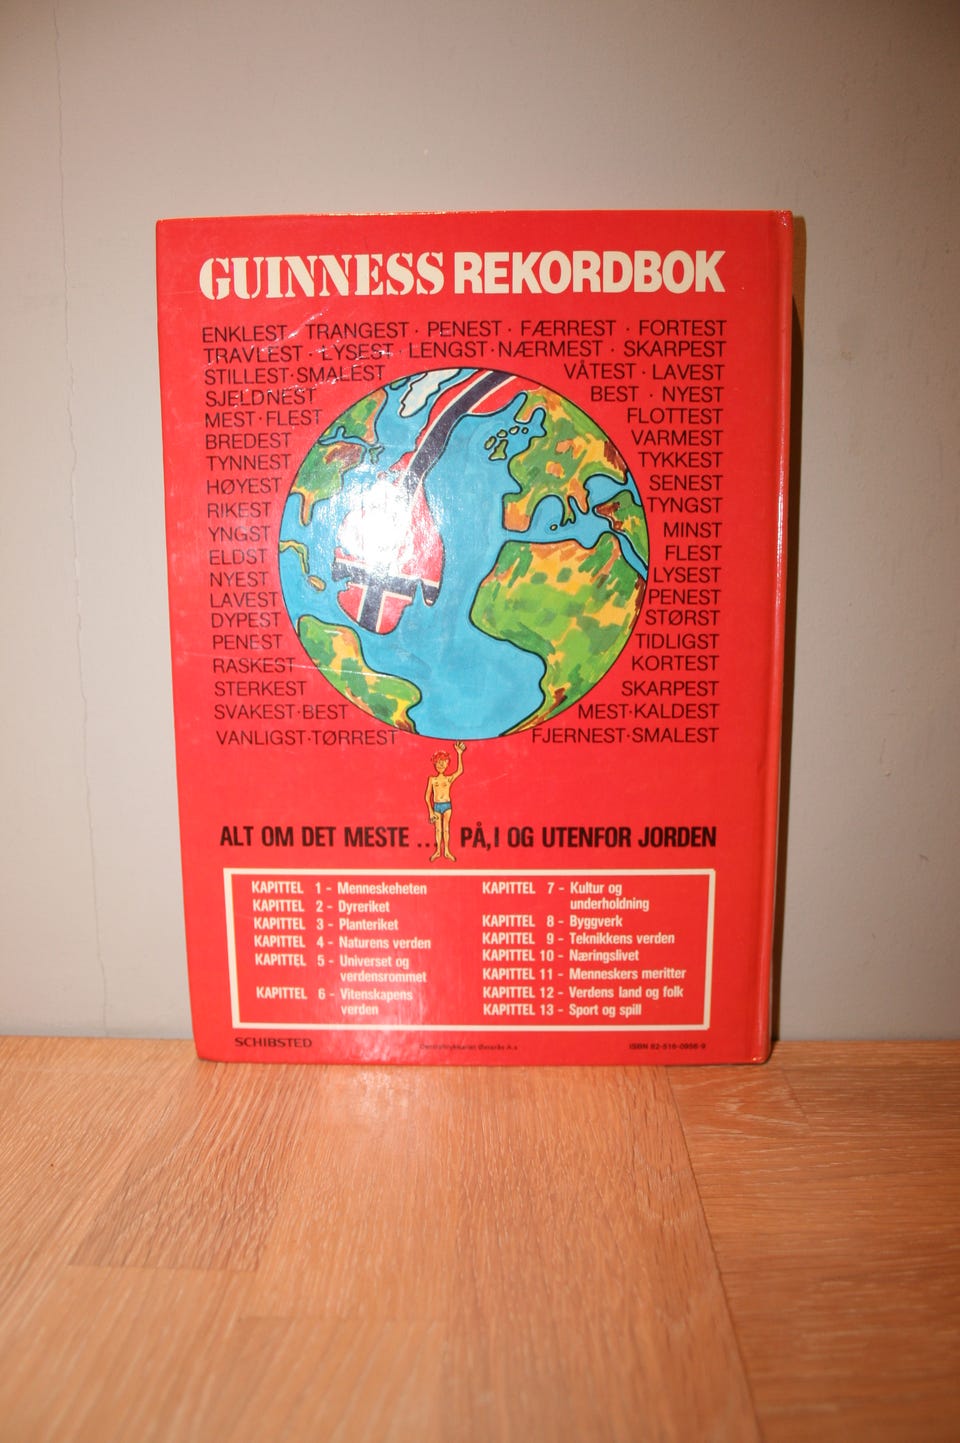 GUINNESS REKORDBOK
ENKLEST · TRANGEST · PENEST · FÆRREST · FORTEST
TRAVLEST · LYSEST · LENGST · NÆRMEST · SKARPEST
STILLEST · SMALEST VÅTEST · LAVEST
SJELDNEST BEST · NYEST
MEST · FLEST FLOTTEST
BREDEST VARMEST
TYNNEST TYKKEST
HØYEST SENEST
RIKEST TYNGST
YNGST MINST
ELDST FLEST
NYEST LYSEST
LAVEST PENEST
DYPEST STØRST
PENEST TIDLIGST
RASKEST KORTEST
STERKEST SKARPEST
SVAKEST · BEST MEST · KALDEST
VANLIGST · TØRREST FJERNEST · SMALEST
ALT OM DET MESTE .. PÅ, I OG UTENFOR JORDEN
KAPITTEL 1 - Menneskeheten
KAPITTEL 2 - Dyreriket
KAPITTEL 3 - Planteriket
KAPITTEL 4 - Naturens verden
KAPITTEL 5 - Universet og
verdensrommet
KAPITTEL 6 - Vitenskapens
verden
KAPITTEL 7 - Kultur og
underholdning
KAPITTEL 8 - Byggverk
KAPITTEL 9 - Teknikkens verden
KAPITTEL 10 - Næringslivet
KAPITTEL 11 - Menneskers meritter
KAPITTEL 12 - Verdens land og folk
KAPITTEL 13 - Sport og spill
SCHIBSTED
ISBN 82-516-0956-9